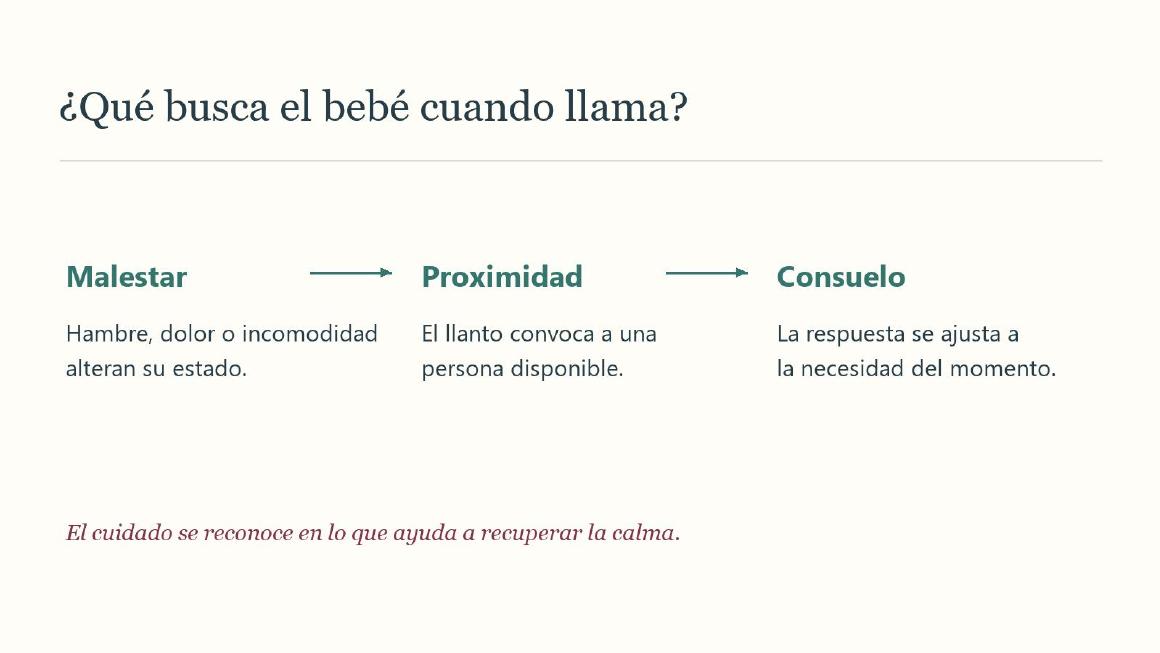 ¿Qué busca el bebé cuando llama?
Malestar
Hambre, dolor o incomodidad
alteran su estado.
Proximidad
El llanto convoca a una
persona disponible.
Consuelo
La respuesta se ajusta a
la necesidad del momento.
El cuidado se reconoce en lo que ayuda a recuperar la calma.